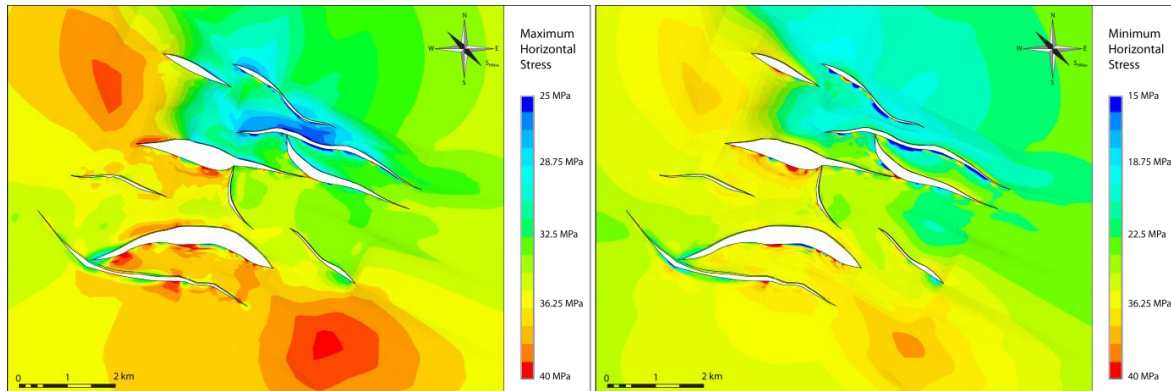 N
W E
S_HMax
S
Maximum
Horizontal
Stress
25 MPa
28.75 MPa
32.5 MPa
36.25 MPa
40 MPa
0 1 2 km
N
W E
S_HMax
S
Minimum
Horizontal
Stress
15 MPa
18.75 MPa
22.5 MPa
36.25 MPa
40 MPa
0 1 2 km